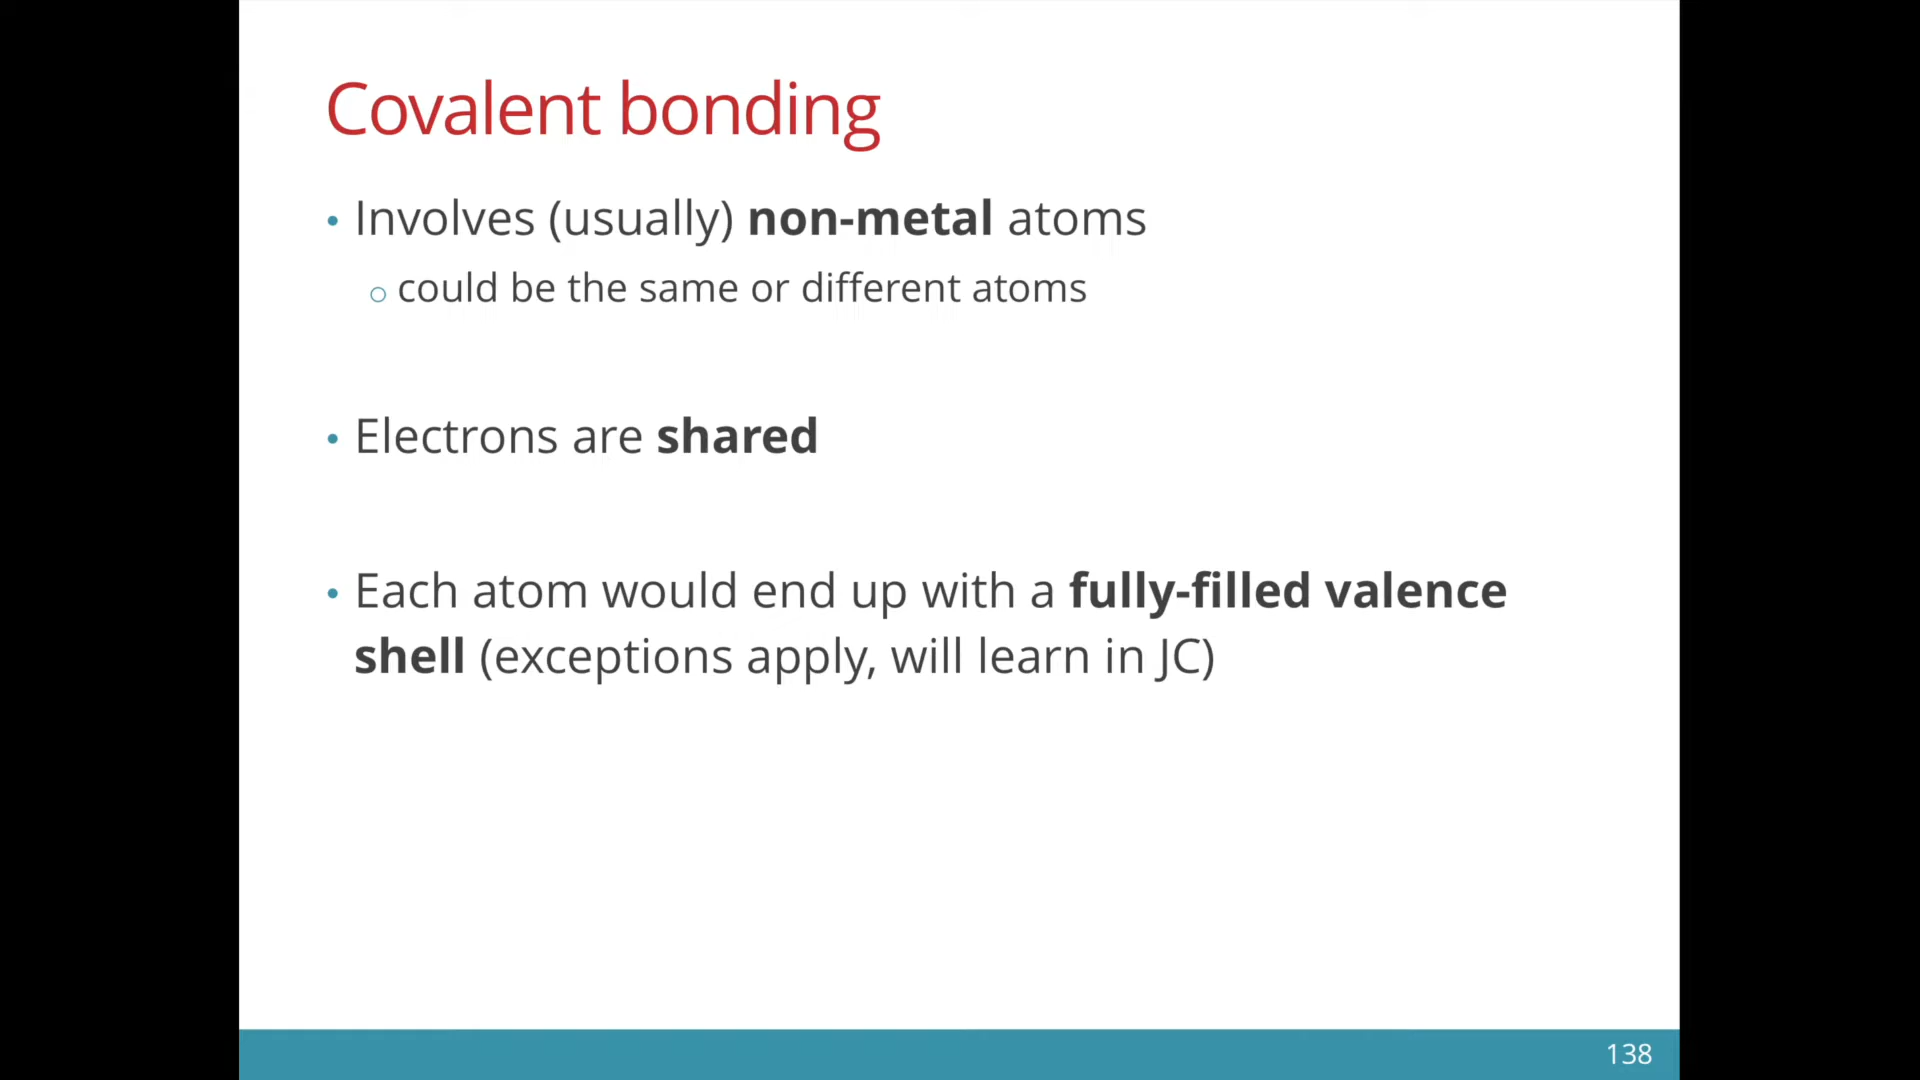 Covalent bonding
• Involves (usually) non-metal atoms
○ could be the same or different atoms
• Electrons are shared
• Each atom would end up with a fully-filled valence
shell (exceptions apply, will learn in JC)
138